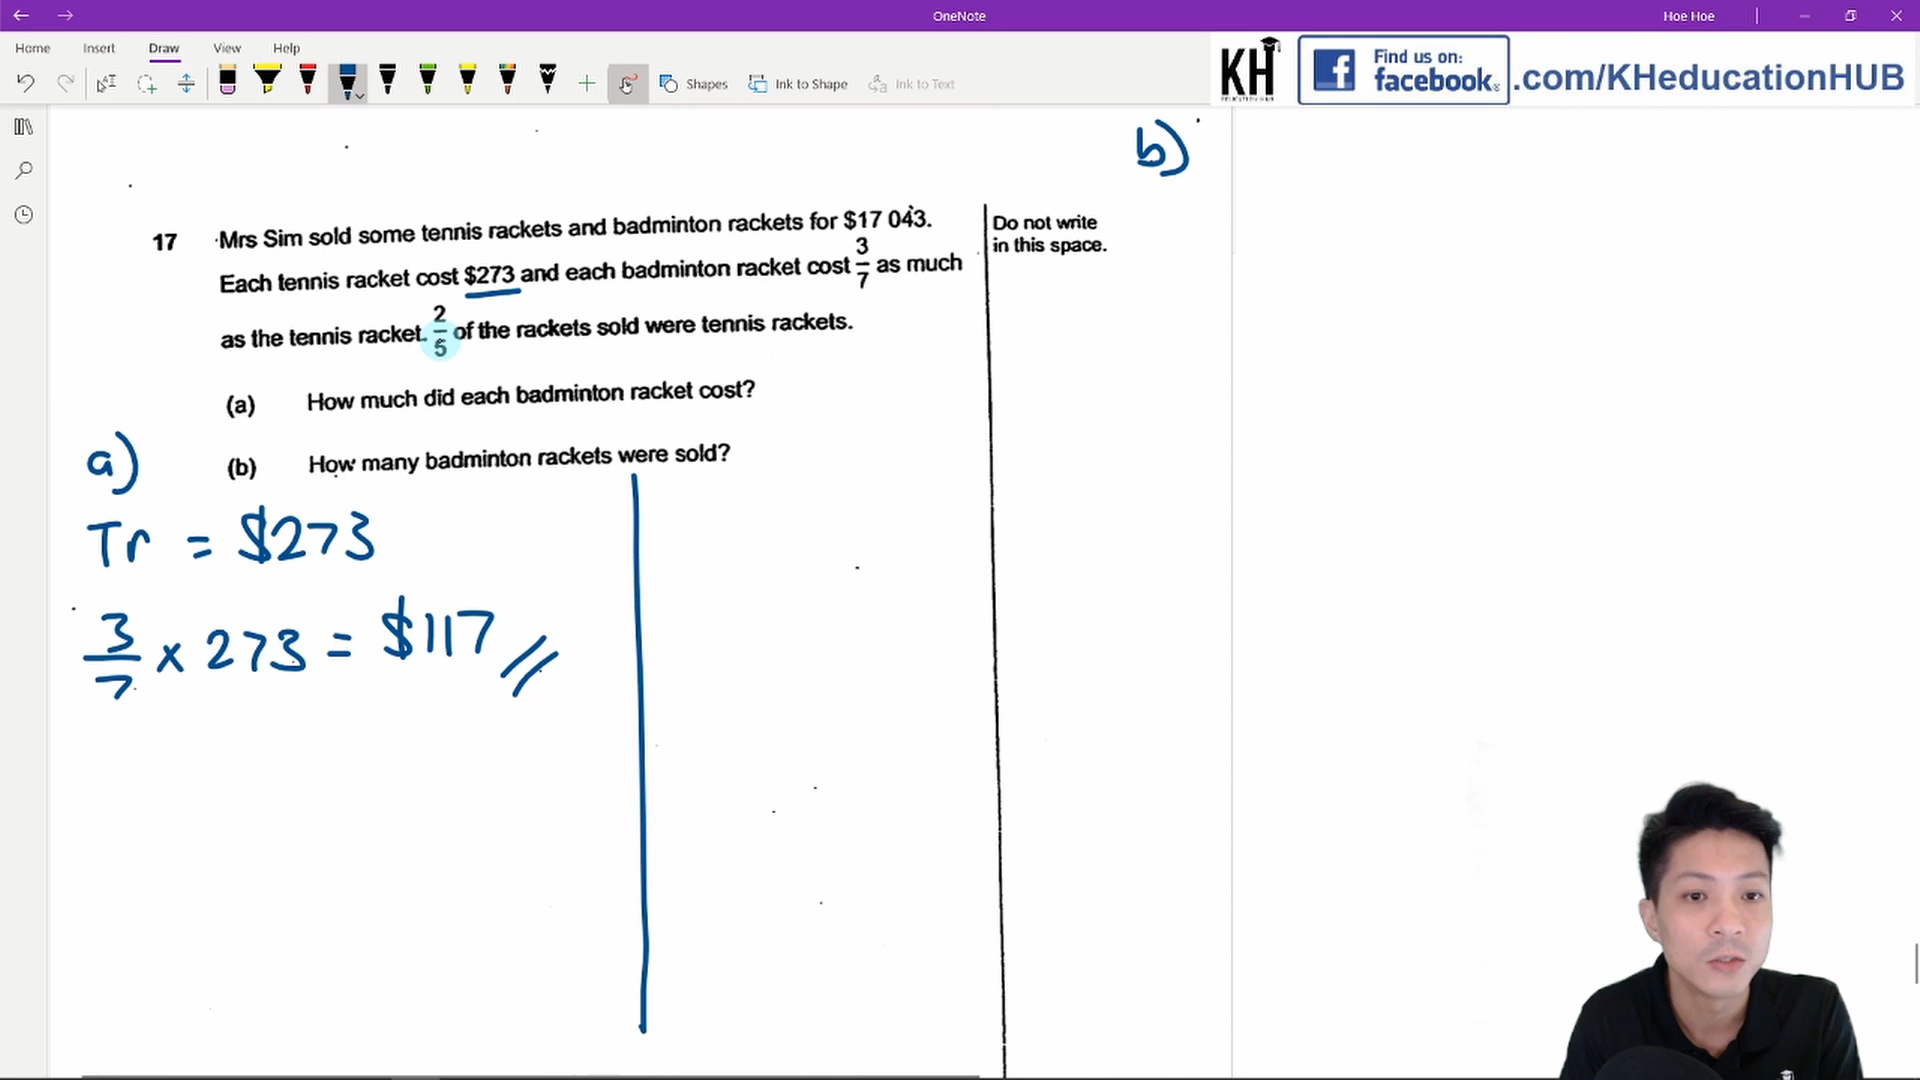 OneNote
Hoe Hoe
Home Insert Draw View Help
Shapes Ink to Shape Ink to Text
KH
EDUCATION HUB
Find us on: facebook .com/KHeducationHUB
b)
17 Mrs Sim sold some tennis rackets and badminton rackets for $17 043.
Each tennis racket cost $273 and each badminton racket cost 3/7 as much
as the tennis racket. 2/5 of the rackets sold were tennis rackets.
Do not write
in this space.
(a) How much did each badminton racket cost?
(b) How many badminton rackets were sold?
a)
Tr = $273
3/7 x 273 = $117